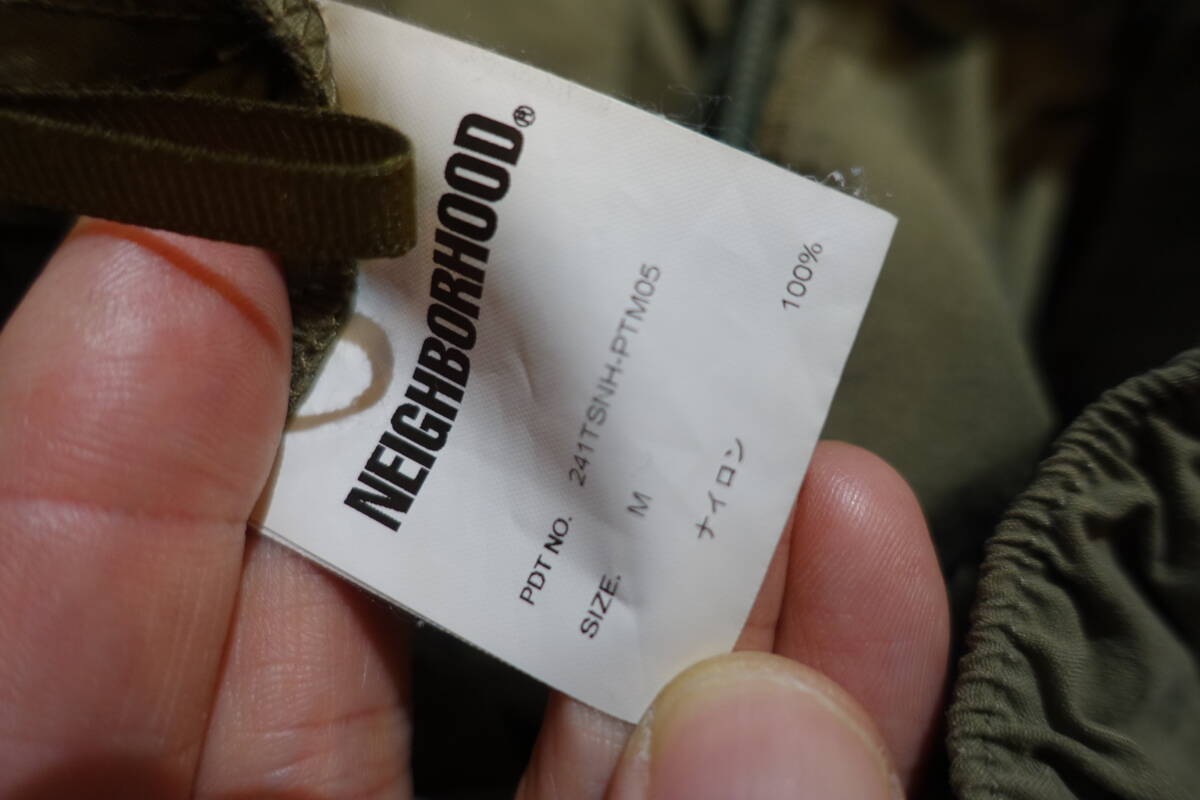 NEIGHBORHOOD®
PDT NO. 241TSNH-PTM05
SIZE. M
ナイロン 100%